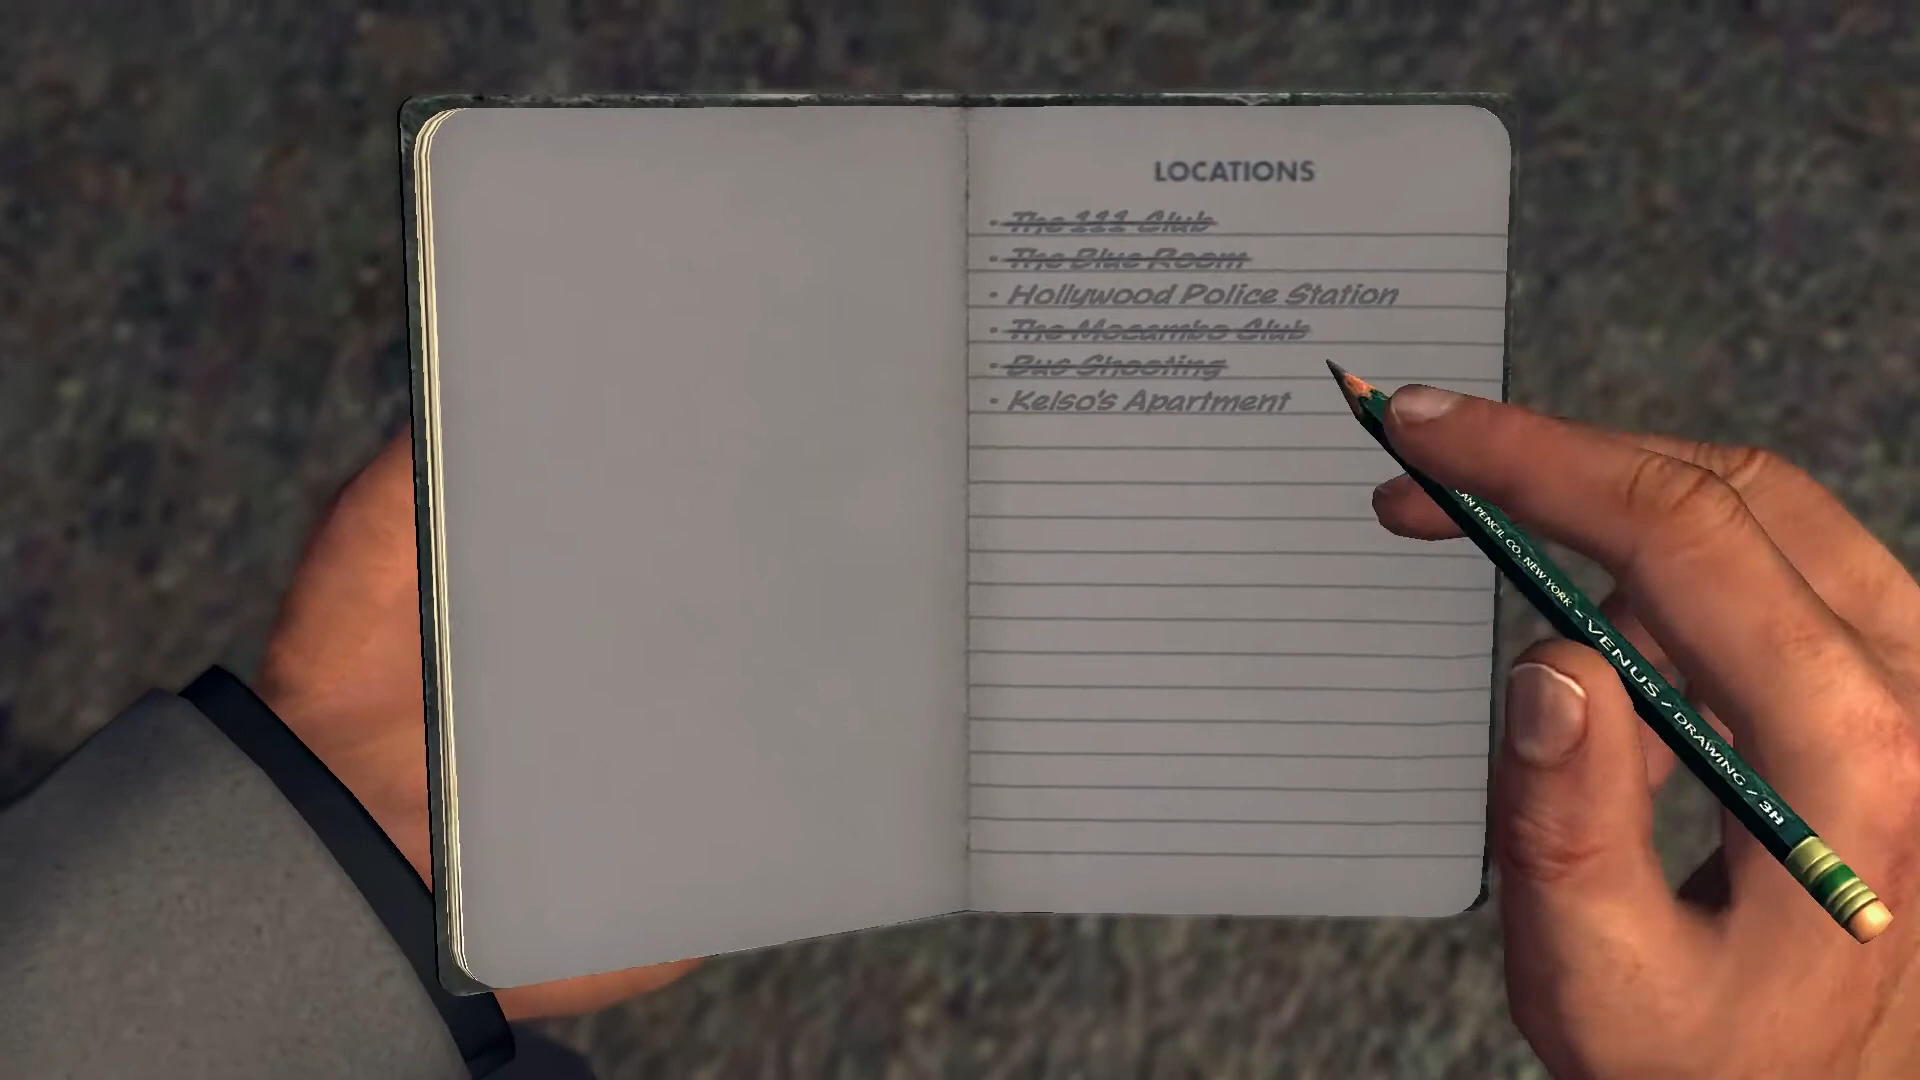 LOCATIONS
• The 111 Club
• The Blue Room
• Hollywood Police Station
• The Mocambo Club
• Bus Shooting
• Kelso's Apartment
CAN PENCIL CO. NEW YORK - VENUS / DRAWING / 3H